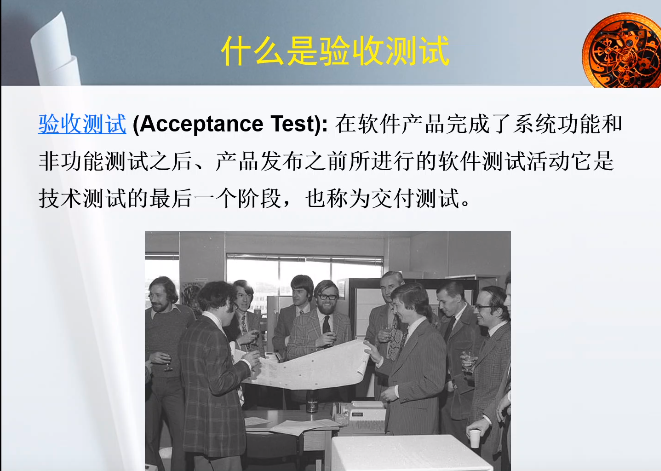 什么是验收测试
验收测试 (Acceptance Test): 在软件产品完成了系统功能和
非功能测试之后、产品发布之前所进行的软件测试活动它是
技术测试的最后一个阶段，也称为交付测试。